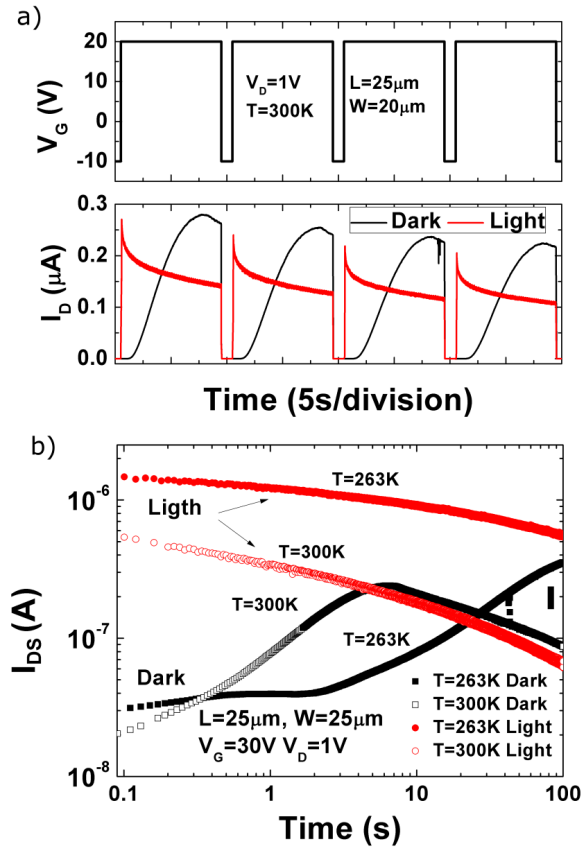 a)
20
15
10
5
0
-5
-10
V_G (V)
V_D=1V
T=300K
L=25μm
W=20μm
0.3
0.2
0.1
0.0
I_D (μA)
Dark
Light
Time (5s/division)
b)
10^-6
10^-7
10^-8
I_DS (A)
T=263K
Ligth
T=300K
T=300K
T=263K
Dark
T=263K Dark
T=300K Dark
T=263K Light
T=300K Light
L=25μm, W=25μm
V_G=30V V_D=1V
0.1 1 10 100
Time (s)